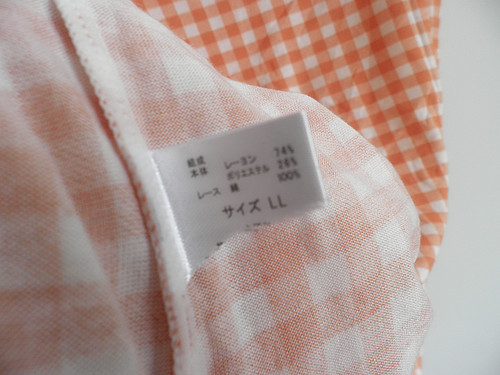 組成 レーヨン 74%
本体 ポリエステル 26%
レース 綿 100%
サイズ LL